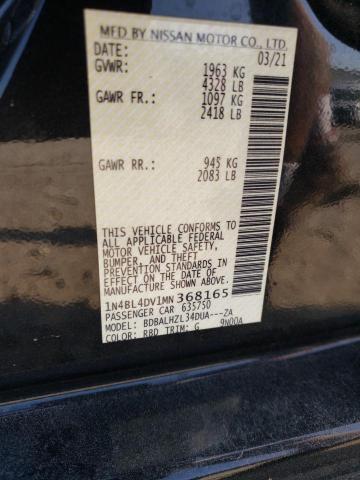 MFD. BY NISSAN MOTOR CO., LTD.
DATE: 03/21
GVWR: 1963 KG
4328 LB
GAWR FR.: 1097 KG
2418 LB
GAWR RR.: 945 KG
2083 LB
THIS VEHICLE CONFORMS TO
ALL APPLICABLE FEDERAL
MOTOR VEHICLE SAFETY,
BUMPER, AND THEFT
PREVENTION STANDARDS IN
EFFECT ON THE DATE OF
MANUFACTURE SHOWN ABOVE.
1N4BL4DV1MN368165
PASSENGER CAR 635750
MODEL: BDBALHZL34DUA---ZA
COLOR: RBD TRIM: G 9N00A